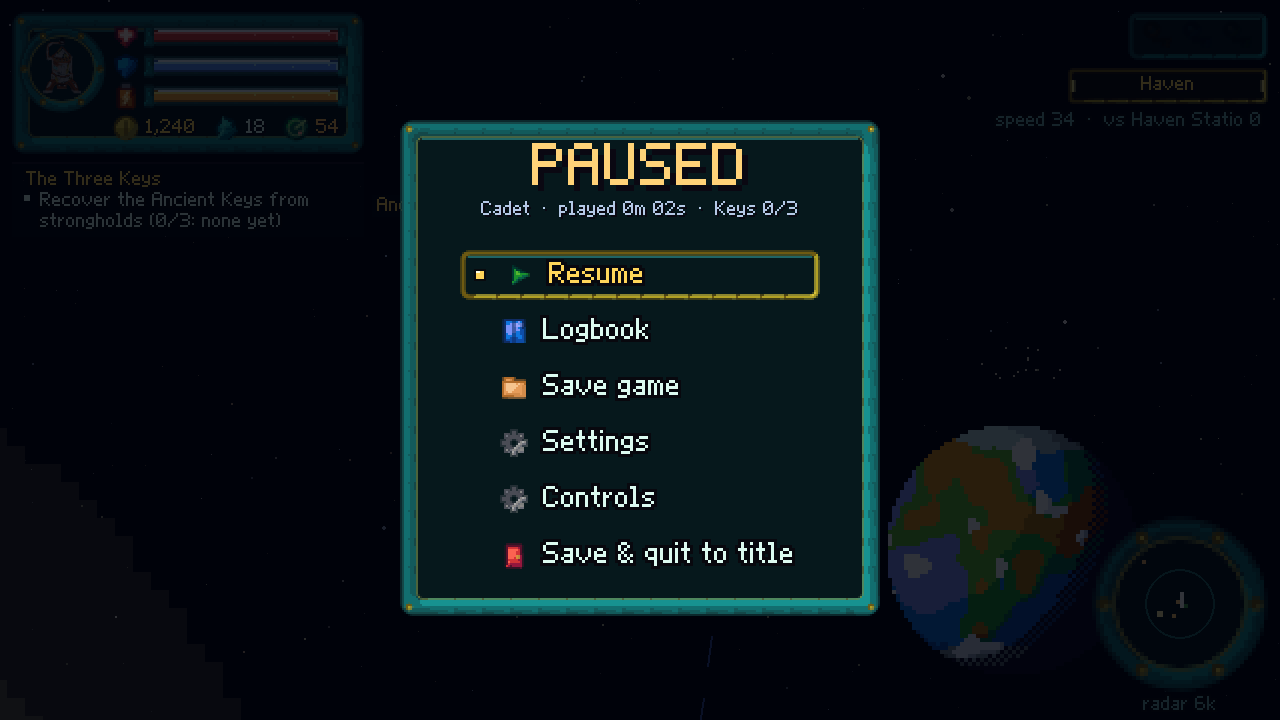 1,240 18 54
The Three Keys
Recover the Ancient Keys from
strongholds (0/3: none yet)
Haven
speed 34 · vs Haven Statio 0
PAUSED
Cadet · played 0m 02s · Keys 0/3
Resume
Logbook
Save game
Settings
Controls
Save & quit to title
radar 6k